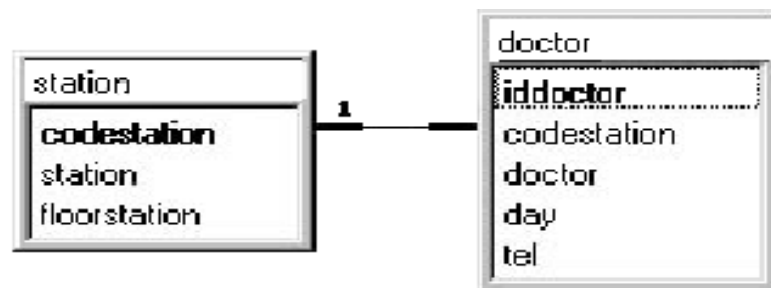 station
codestation
station
floorstation
1
doctor
iddoctor
codestation
doctor
day
tel